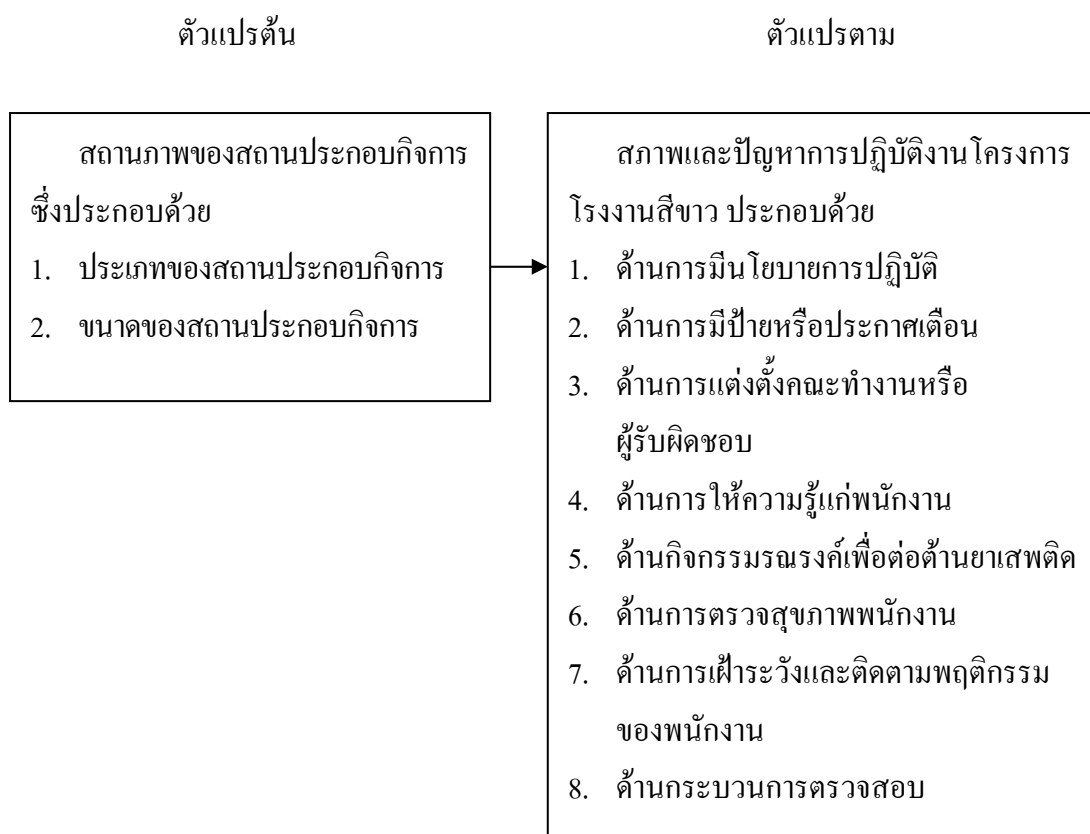 ตัวแปรต้น
ตัวแปรตาม
สถานภาพของสถานประกอบกิจการ
ซึ่งประกอบด้วย
1. ประเภทของสถานประกอบกิจการ
2. ขนาดของสถานประกอบกิจการ
สภาพและปัญหาการปฏิบัติงานโครงการ
โรงงานสีขาว ประกอบด้วย
1. ด้านการมีนโยบายการปฏิบัติ
2. ด้านการมีป้ายหรือประกาศเตือน
3. ด้านการแต่งตั้งคณะทำงานหรือ
ผู้รับผิดชอบ
4. ด้านการให้ความรู้แก่พนักงาน
5. ด้านกิจกรรมรณรงค์เพื่อต่อต้านยาเสพติด
6. ด้านการตรวจสุขภาพพนักงาน
7. ด้านการเฝ้าระวังและติดตามพฤติกรรม
ของพนักงาน
8. ด้านกระบวนการตรวจสอบ